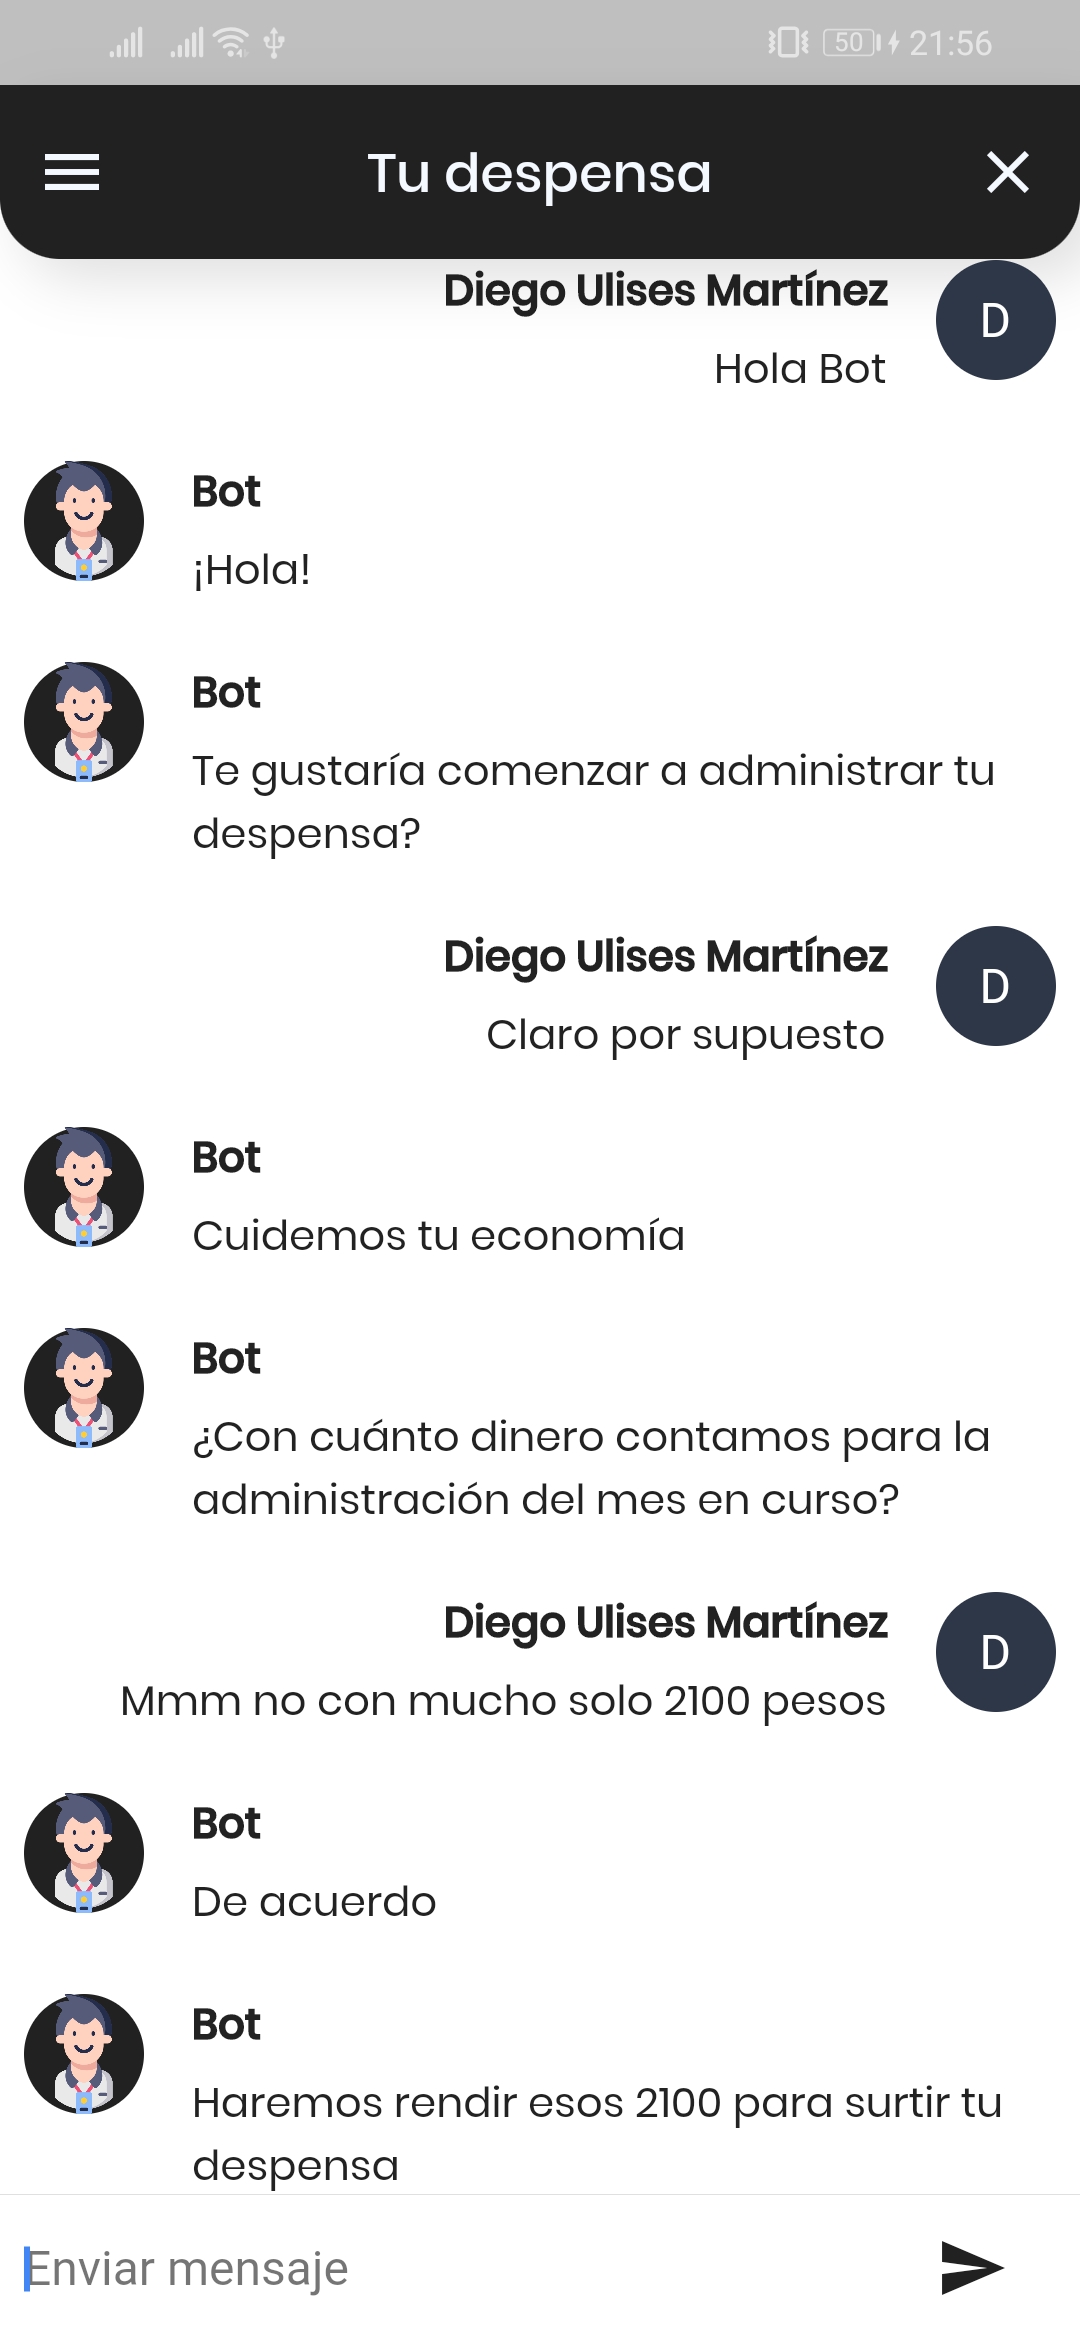 50 21:56
Tu despensa
Diego Ulises Martínez
D
Hola Bot
Bot
¡Hola!
Bot
Te gustaría comenzar a administrar tu
despensa?
Diego Ulises Martínez
D
Claro por supuesto
Bot
Cuidemos tu economía
Bot
¿Con cuánto dinero contamos para la
administración del mes en curso?
Diego Ulises Martínez
D
Mmm no con mucho solo 2100 pesos
Bot
De acuerdo
Bot
Haremos rendir esos 2100 para surtir tu
despensa
Enviar mensaje